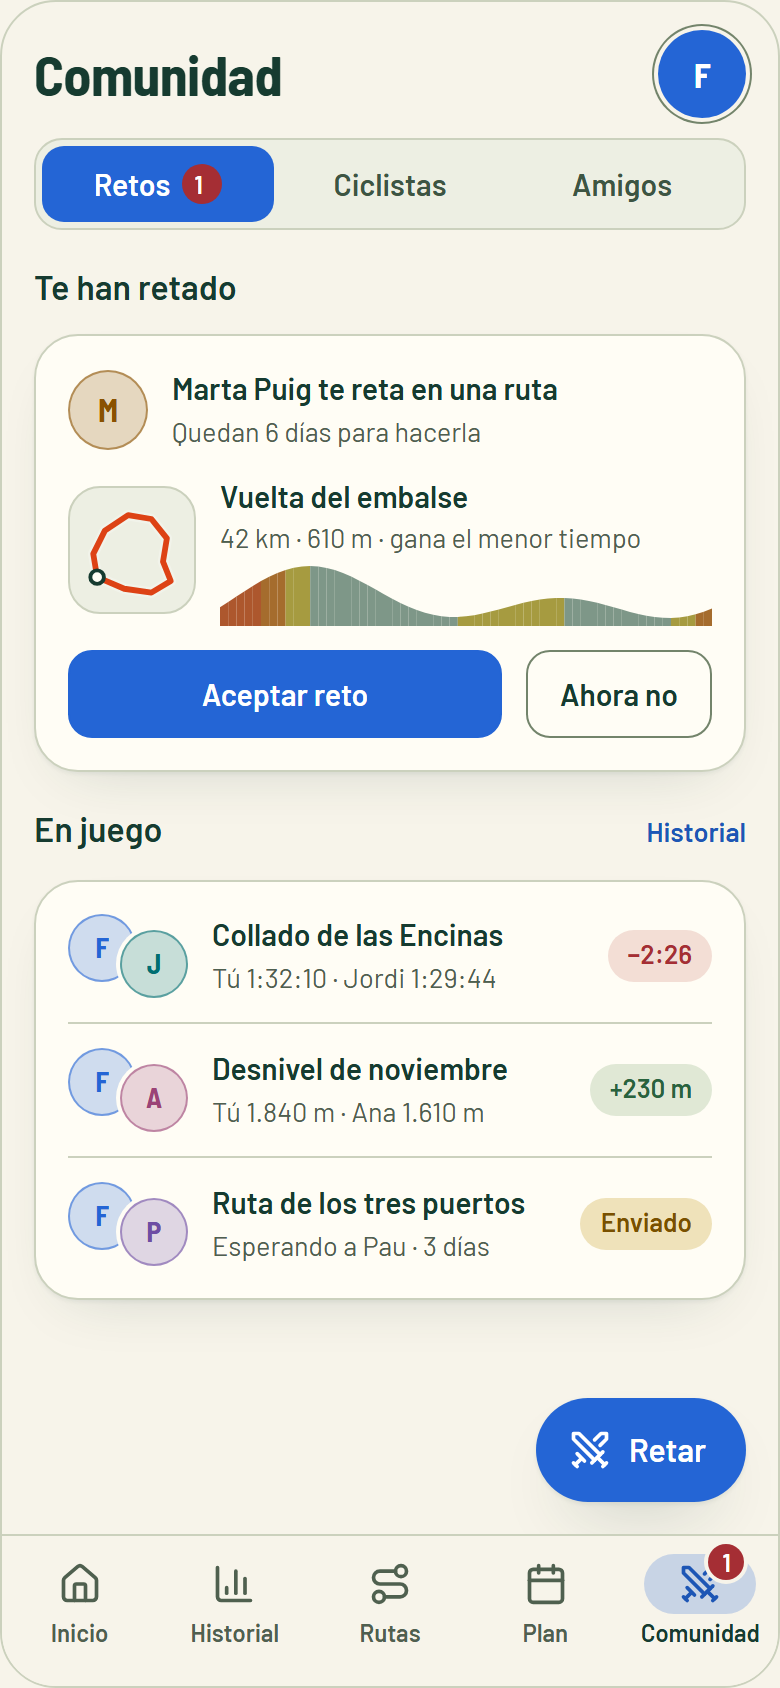 Comunidad
F
Retos 1
Ciclistas
Amigos
Te han retado
M
Marta Puig te reta en una ruta
Quedan 6 días para hacerla
Vuelta del embalse
42 km · 610 m · gana el menor tiempo
Aceptar reto
Ahora no
En juego
Historial
F
J
Collado de las Encinas
Tú 1:32:10 · Jordi 1:29:44
−2:26
F
A
Desnivel de noviembre
Tú 1.840 m · Ana 1.610 m
+230 m
F
P
Ruta de los tres puertos
Esperando a Pau · 3 días
Enviado
Retar
1
Inicio
Historial
Rutas
Plan
Comunidad